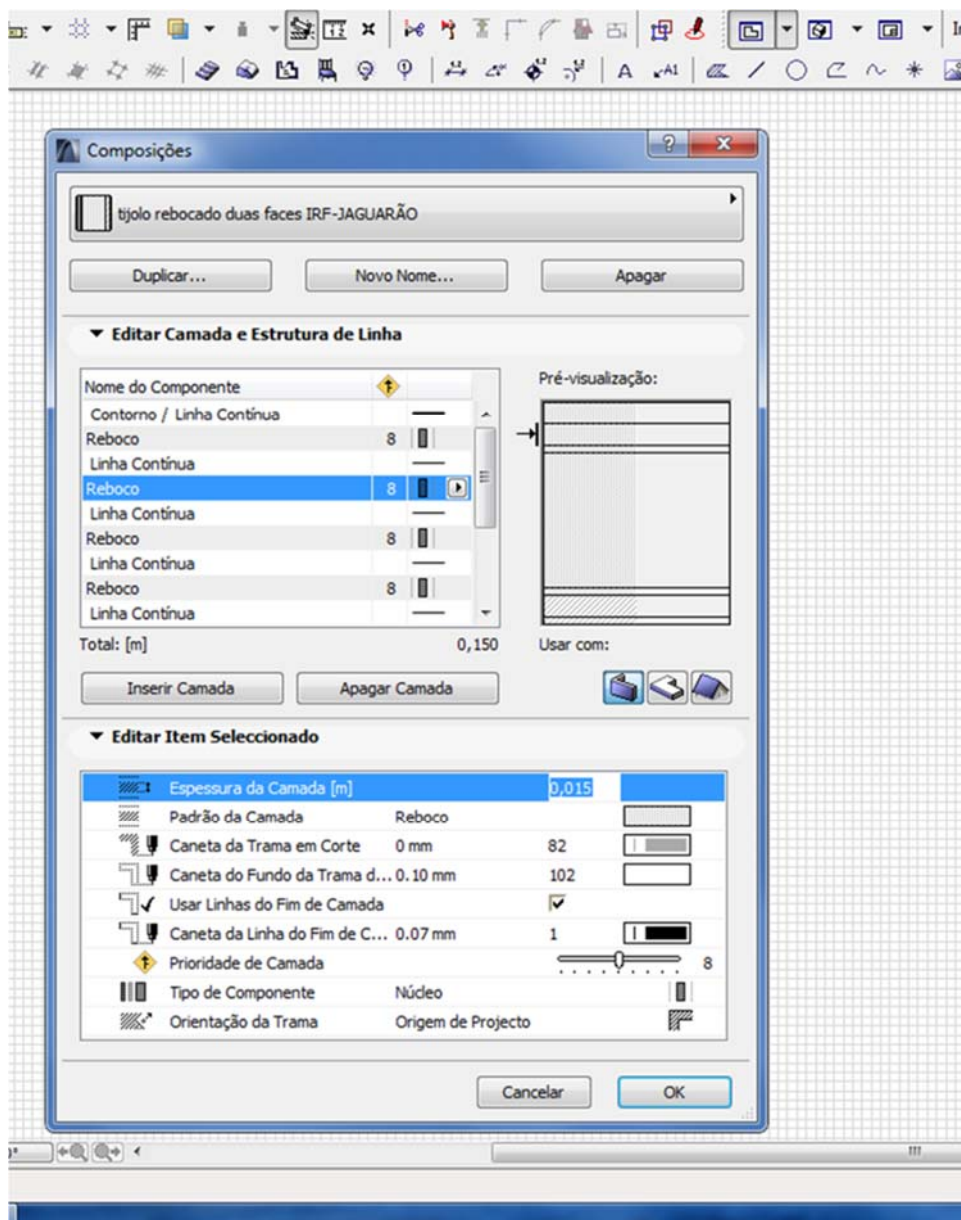 Composições
tijolo rebocado duas faces IRF-JAGUARÃO
Duplicar...
Novo Nome...
Apagar
Editar Camada e Estrutura de Linha
Nome do Componente
Pré-visualização:
Contorno / Linha Contínua
Reboco 8
Linha Contínua
Reboco 8
Linha Contínua
Reboco 8
Linha Contínua
Reboco 8
Linha Contínua
Total: [m] 0,150
Usar com:
Inserir Camada
Apagar Camada
Editar Item Seleccionado
Espessura da Camada [m] 0,015
Padrão da Camada Reboco
Caneta da Trama em Corte 0 mm 82
Caneta do Fundo da Trama d... 0.10 mm 102
Usar Linhas do Fim de Camada
Caneta da Linha do Fim de C... 0.07 mm 1
Prioridade de Camada 8
Tipo de Componente Núcleo
Orientação da Trama Origem de Projecto
Cancelar
OK